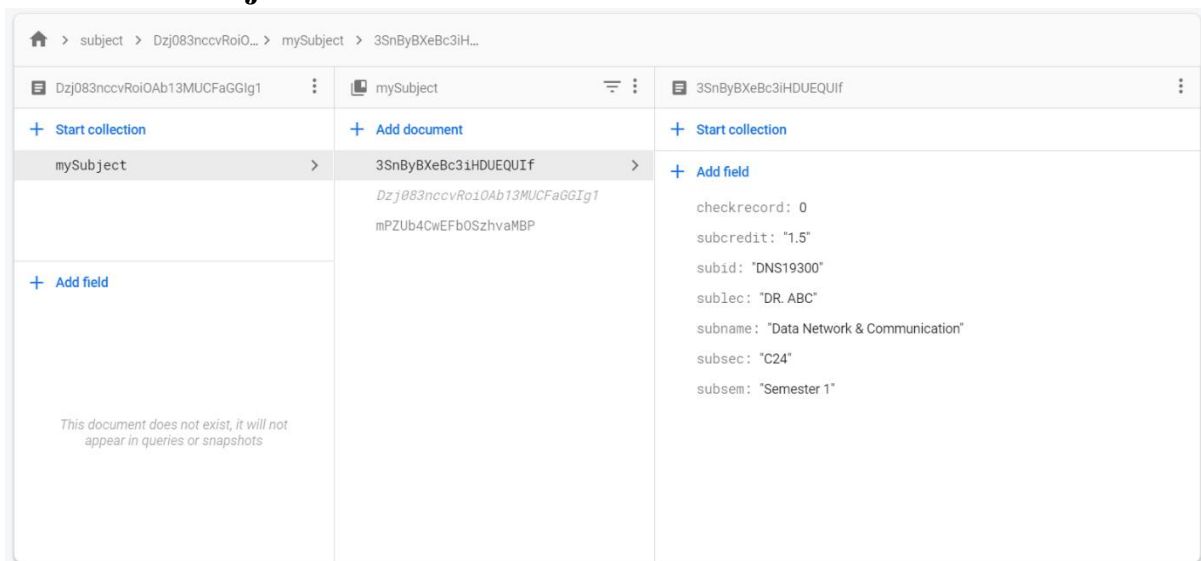 subject > Dzj083nccvRoiO... > mySubject > 3SnByBXeBc3iH...
Dzj083nccvRoiOAb13MUCFaGGIg1
+ Start collection
mySubject >
+ Add field
This document does not exist, it will not
appear in queries or snapshots
mySubject
+ Add document
3SnByBXeBc3iHDUEQUIf >
Dzj083nccvRoiOAb13MUCFaGGIg1
mPZUb4CwEFbOSzhvaMBP
3SnByBXeBc3iHDUEQUIf
+ Start collection
+ Add field
checkrecord: 0
subcredit: "1.5"
subid: "DNS19300"
sublec: "DR. ABC"
subname: "Data Network & Communication"
subsec: "C24"
subsem: "Semester 1"